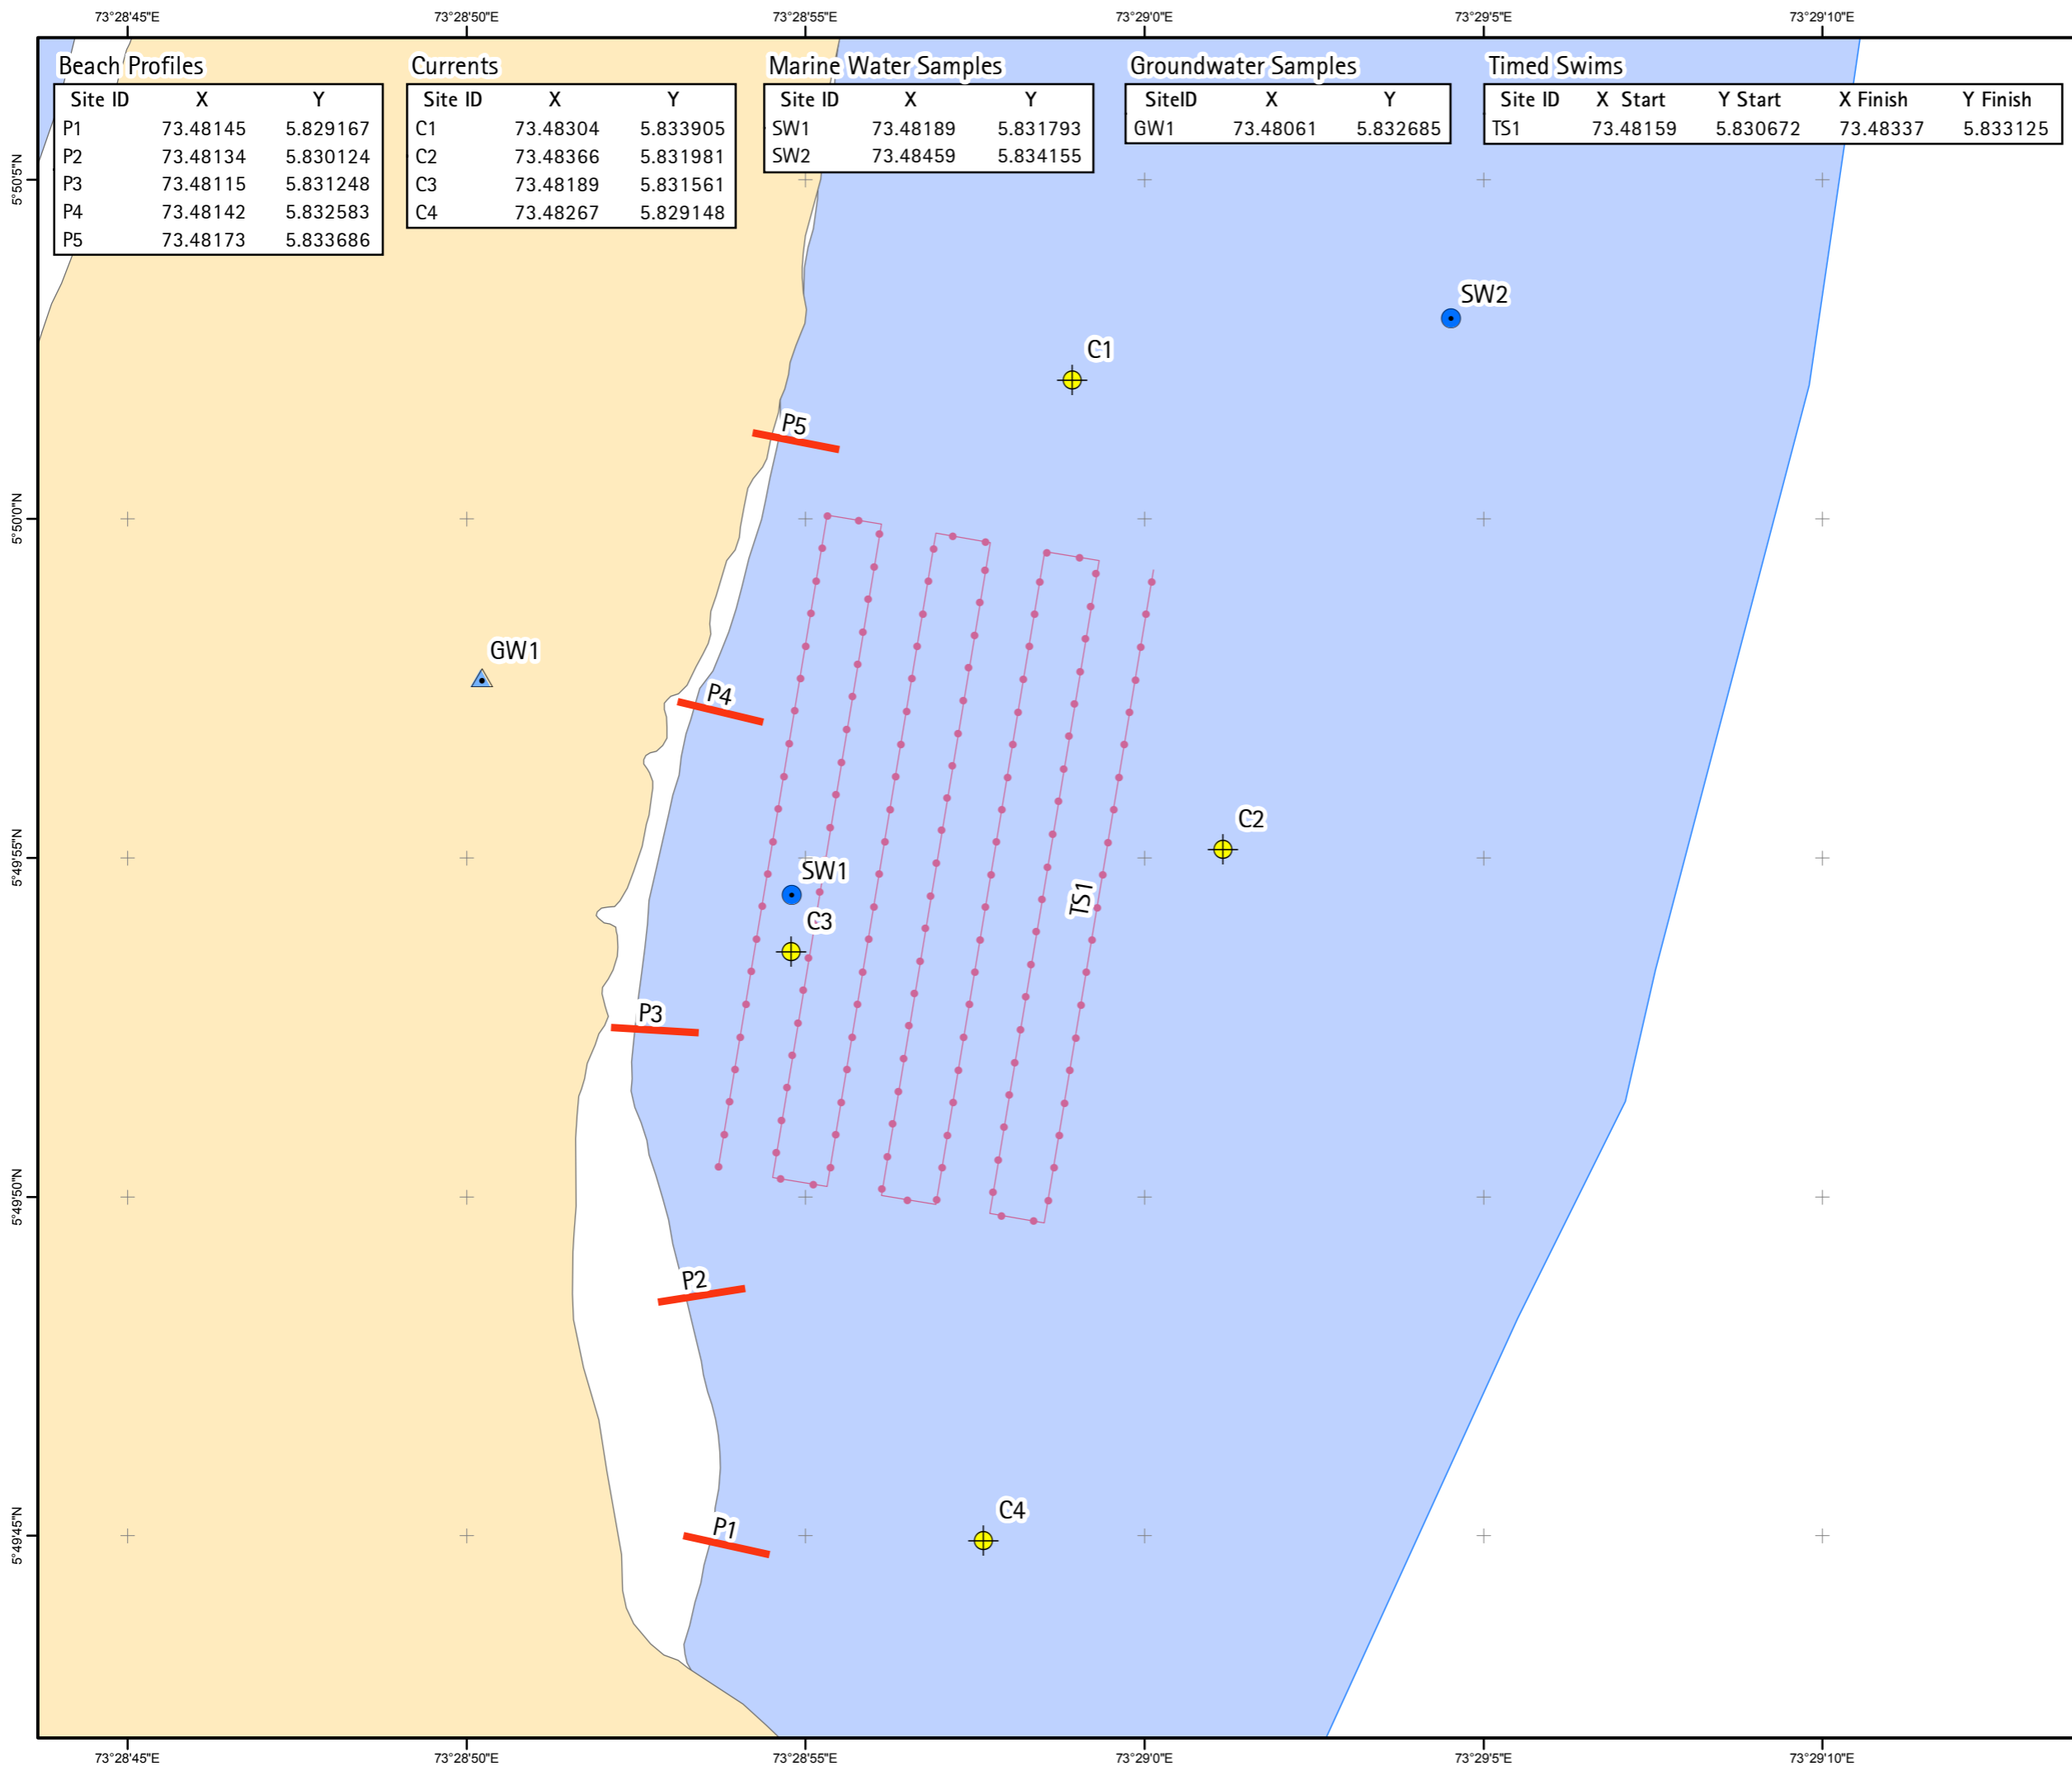 73°28'45"E 73°28'50"E 73°28'55"E 73°29'0"E 73°29'5"E 73°29'10"E
Beach Profiles
Site ID X Y
P1 73.48145 5.829167
P2 73.48134 5.830124
P3 73.48115 5.831248
P4 73.48142 5.832583
P5 73.48173 5.833686
Currents
Site ID X Y
C1 73.48304 5.833905
C2 73.48366 5.831981
C3 73.48189 5.831561
C4 73.48267 5.829148
Marine Water Samples
Site ID X Y
SW1 73.48189 5.831793
SW2 73.48459 5.834155
Groundwater Samples
SiteID X Y
GW1 73.48061 5.832685
Timed Swims
Site ID X Start Y Start X Finish Y Finish
TS1 73.48159 5.830672 73.48337 5.833125
5°50'5"N
SW2
C1
P5
5°50'0"N
GW1
P4
C2
5°49'55"N
SW1
TS1
C3
P3
5°49'50"N
P2
C4
P1
5°49'45"N
73°28'45"E 73°28'50"E 73°28'55"E 73°29'0"E 73°29'5"E 73°29'10"E